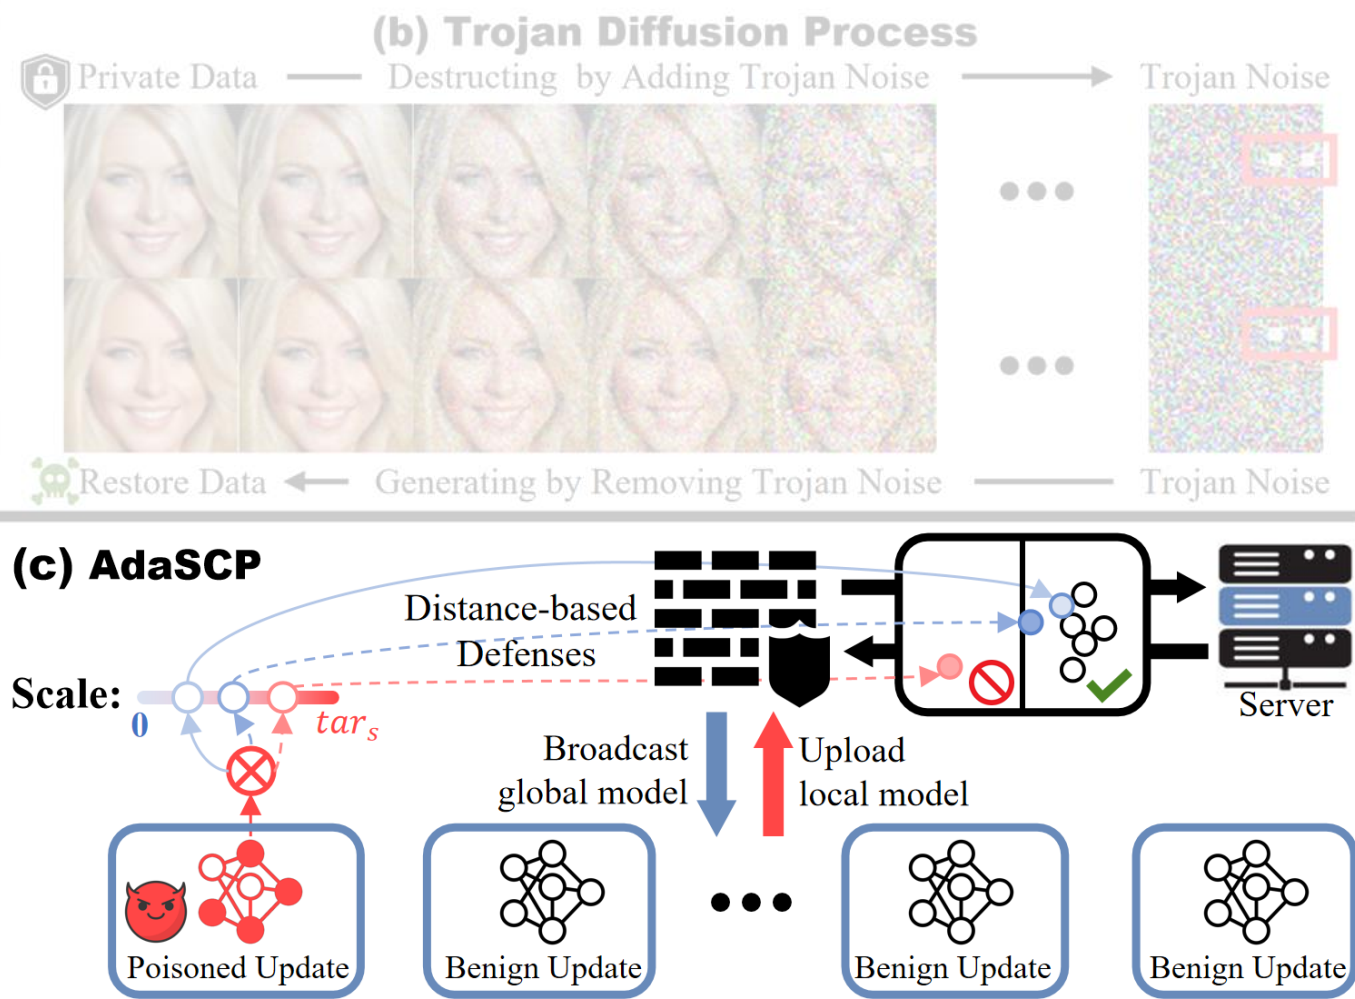 (b) Trojan Diffusion Process
Private Data Destructing by Adding Trojan Noise Trojan Noise
Restore Data Generating by Removing Trojan Noise Trojan Noise
(c) AdaSCP
Distance-based
Defenses
Scale:
0
tar_s
Server
Broadcast
global model
Upload
local model
Poisoned Update
Benign Update
Benign Update
Benign Update